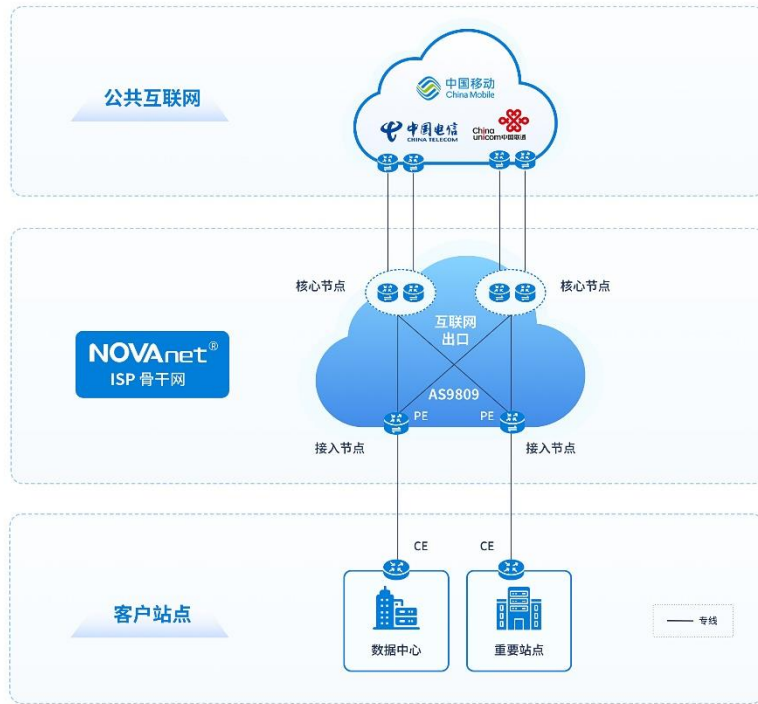 公共互联网
中国移动
China Mobile
中国电信
CHINA TELECOM
China
unicom中国联通
核心节点
核心节点
互联网
出口
NOVAnet®
ISP 骨干网
AS9809
PE
PE
接入节点
接入节点
CE
CE
客户站点
数据中心
重要站点
专线